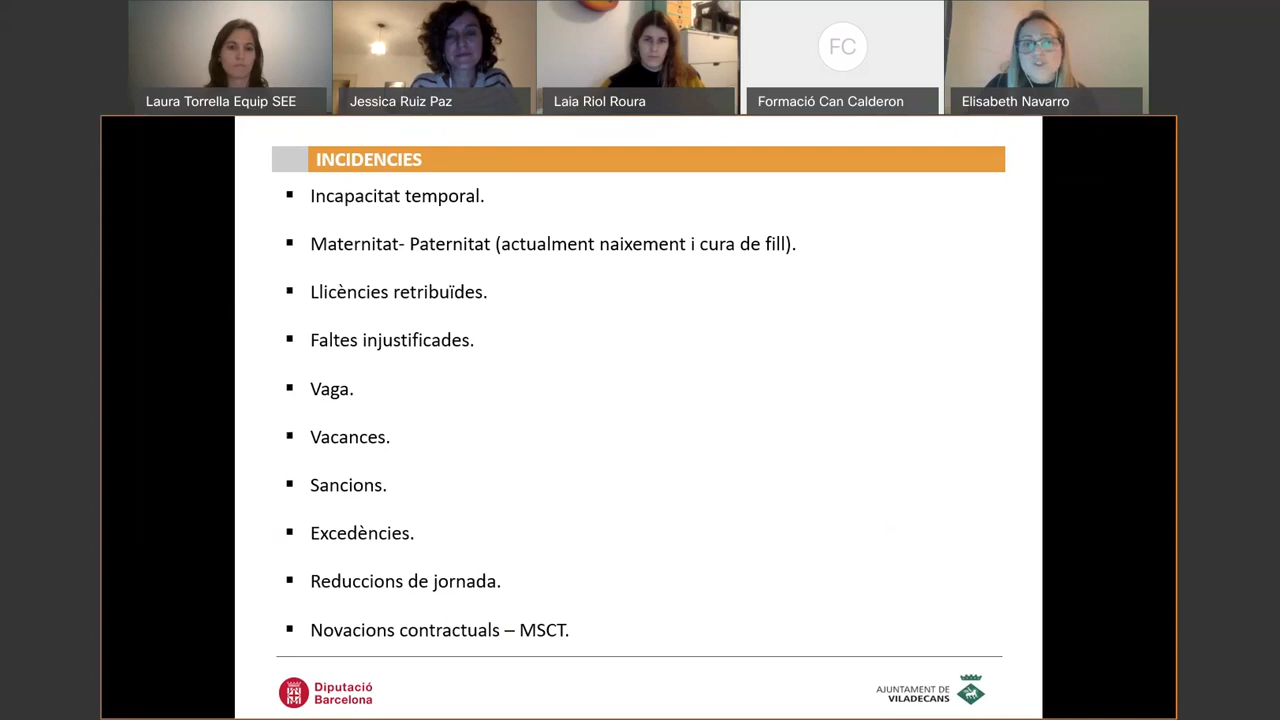 FC
Laura Torrella Equip SEE
Jessica Ruiz Paz
Laia Riol Roura
Formació Can Calderon
Elisabeth Navarro
INCIDENCIES
▪ Incapacitat temporal.
▪ Maternitat- Paternitat (actualment naixement i cura de fill).
▪ Llicències retribuïdes.
▪ Faltes injustificades.
▪ Vaga.
▪ Vacances.
▪ Sancions.
▪ Excedències.
▪ Reduccions de jornada.
▪ Novacions contractuals – MSCT.
Diputació
Barcelona
AJUNTAMENT DE
VILADECANS